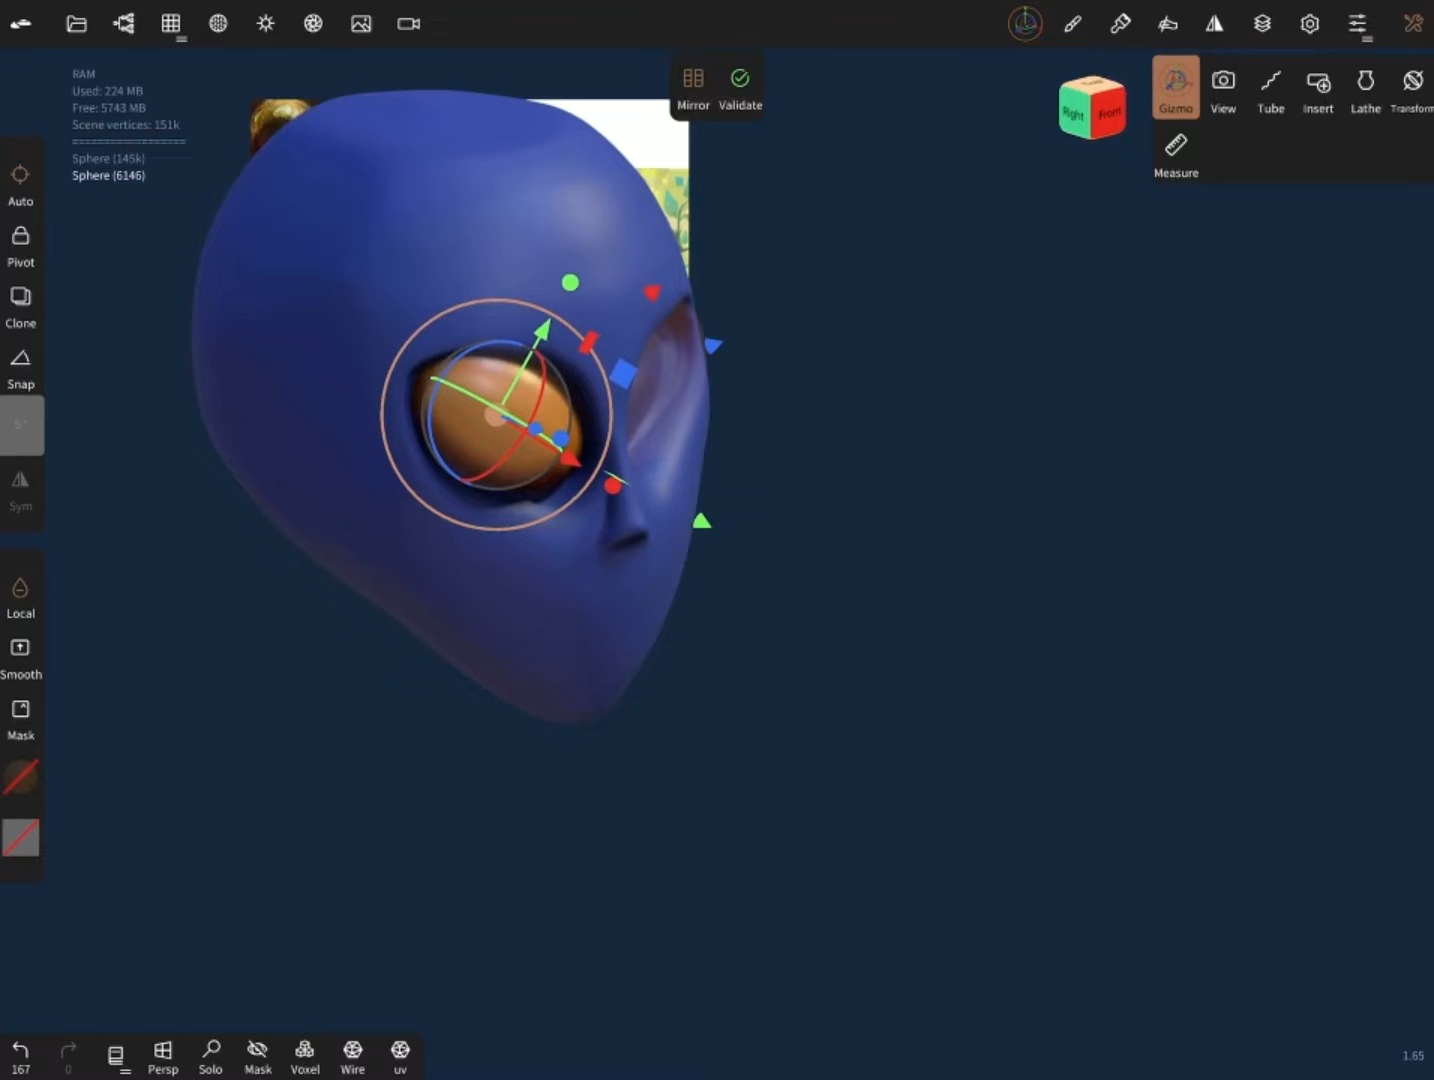 RAM
Used: 224 MB
Free: 5743 MB
Scene vertices: 151k
==================
Sphere (145k)
Sphere (6146)
Mirror
Validate
Right
Front
Gizmo
View
Tube
Insert
Lathe
Transform
Measure
Auto
Pivot
Clone
Snap
5°
Sym
Local
Smooth
Mask
167
0
Persp
Solo
Mask
Voxel
Wire
uv
1.65